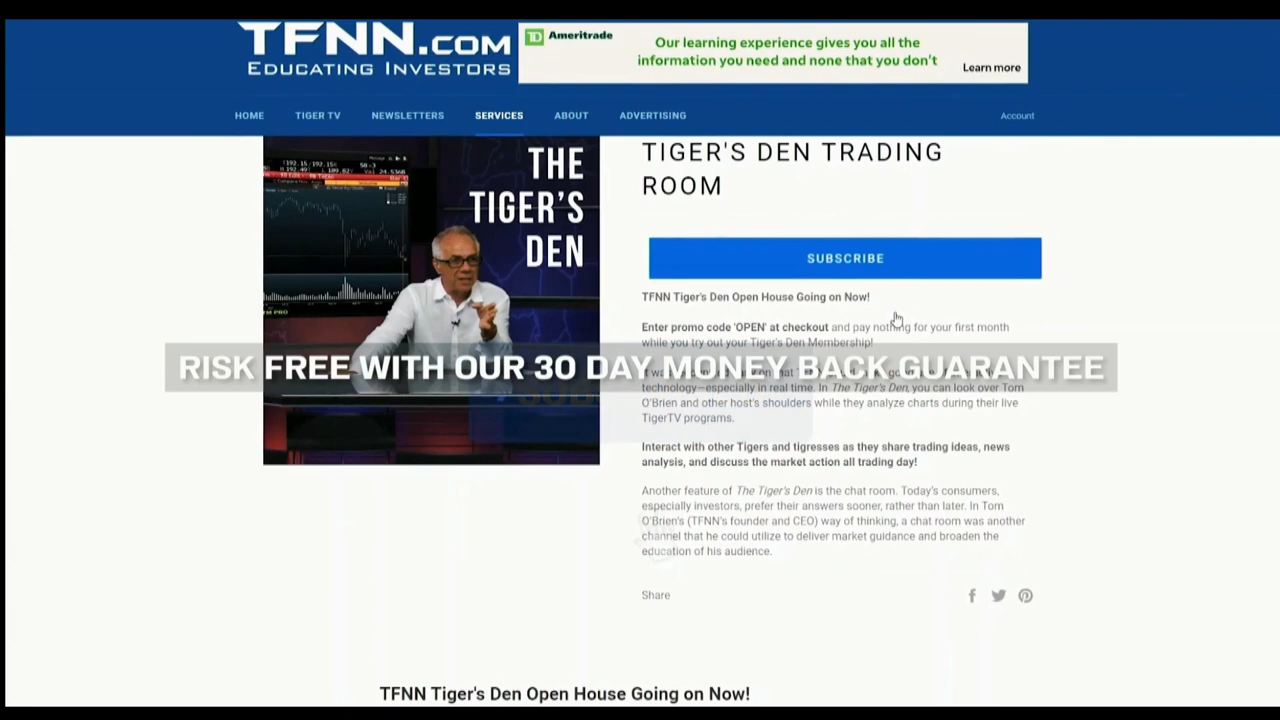 TFNN.COM
EDUCATING INVESTORS
TD Ameritrade
Our learning experience gives you all the
information you need and none that you don't
Learn more
HOME TIGER TV NEWSLETTERS SERVICES ABOUT ADVERTISING Account
THE
TIGER'S
DEN
TIGER'S DEN TRADING
ROOM
SUBSCRIBE
TFNN Tiger's Den Open House Going on Now!
Enter promo code 'OPEN' at checkout and pay nothing for your first month
while you try out your Tiger's Den Membership!
RISK FREE WITH OUR 30 DAY MONEY BACK GUARANTEE
technology—especially in real time. In The Tiger's Den, you can look over Tom
O'Brien and other host's shoulders while they analyze charts during their live
TigerTV programs.
Interact with other Tigers and tigresses as they share trading ideas, news
analysis, and discuss the market action all trading day!
Another feature of The Tiger's Den is the chat room. Today's consumers,
especially investors, prefer their answers sooner, rather than later. In Tom
O'Brien's (TFNN's founder and CEO) way of thinking, a chat room was another
channel that he could utilize to deliver market guidance and broaden the
education of his audience.
Share
TFNN Tiger's Den Open House Going on Now!